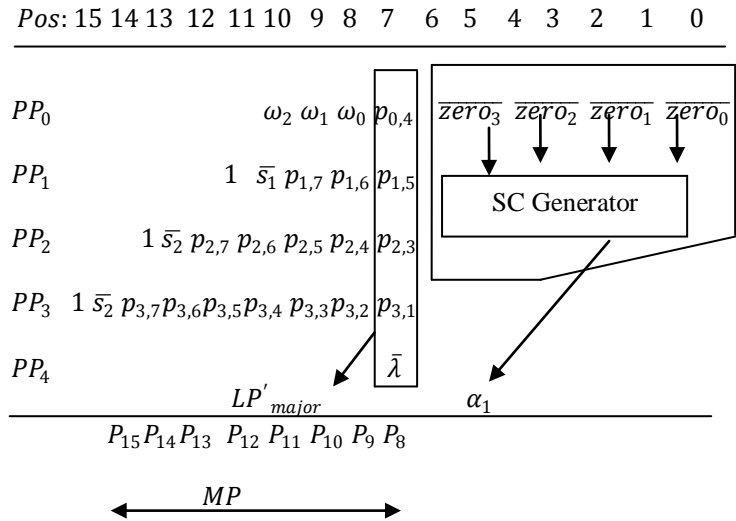 Pos: 15 14 13 12 11 10 9 8 7 6 5 4 3 2 1 0
PP₀ ω₂ ω₁ ω₀ p₀,₄ z̅e̅r̅o̅₃ z̅e̅r̅o̅₂ z̅e̅r̅o̅₁ z̅e̅r̅o̅₀
PP₁ 1 s̅₁ p₁,₇ p₁,₆ p₁,₅
SC Generator
PP₂ 1 s̅₂ p₂,₇ p₂,₆ p₂,₅ p₂,₄ p₂,₃
PP₃ 1 s̅₂ p₃,₇ p₃,₆ p₃,₅ p₃,₄ p₃,₃ p₃,₂ p₃,₁
PP₄ λ̅
LP′major α₁
P₁₅ P₁₄ P₁₃ P₁₂ P₁₁ P₁₀ P₉ P₈
MP